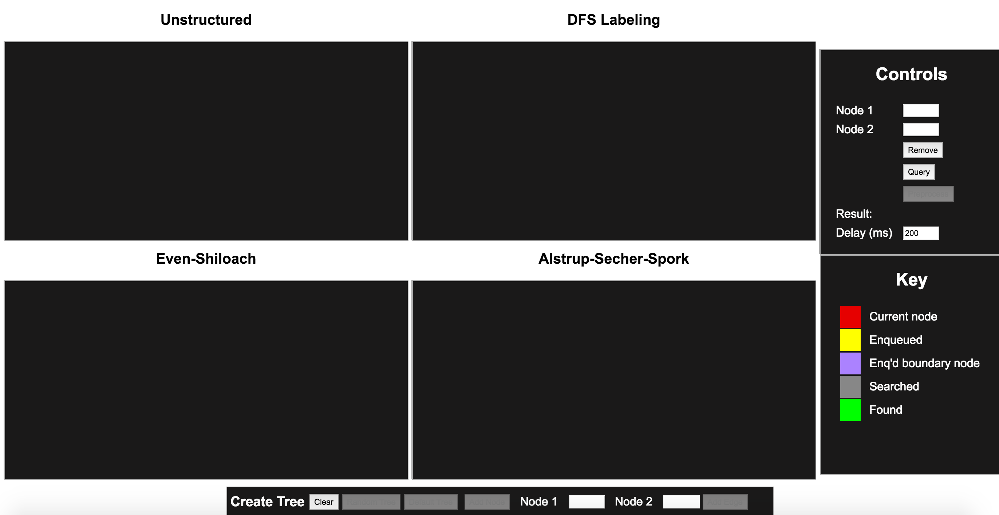 Unstructured
DFS Labeling
Controls
Node 1
Node 2
Remove
Query
Preprocess
Result:
Delay (ms) 200
Even-Shiloach
Alstrup-Secher-Spork
Key
Current node
Enqueued
Enq'd boundary node
Searched
Found
Create Tree Clear Random Tree Default Tree Add Node Node 1 Node 2 Add Edge